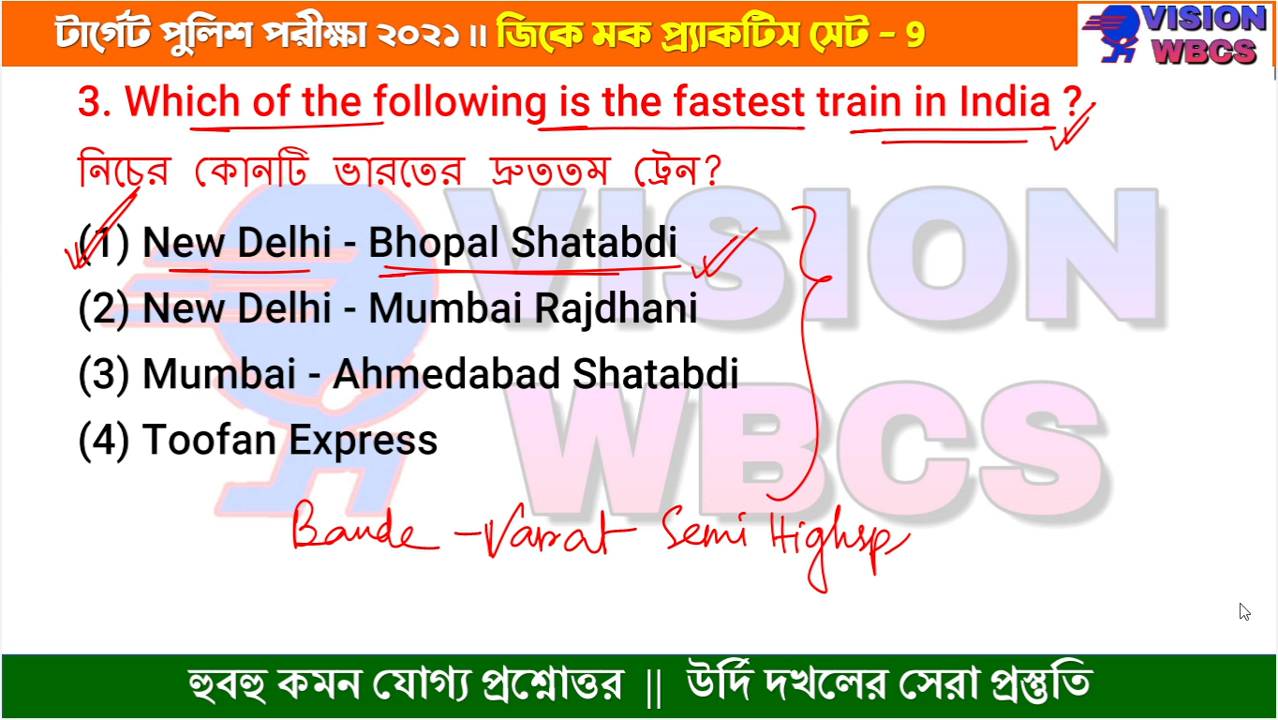 টার্গেট পুলিশ পরীক্ষা ২০২১ ॥ জিকে মক প্র্যাকটিস সেট - 9
VISION
WBCS
3. Which of the following is the fastest train in India ?
নিচের কোনটি ভারতের দ্রুততম ট্রেন?
(1) New Delhi - Bhopal Shatabdi
(2) New Delhi - Mumbai Rajdhani
(3) Mumbai - Ahmedabad Shatabdi
(4) Toofan Express
VISION
WBCS
Bande - Varat Semi Highsp
হুবহু কমন যোগ্য প্রশ্নোত্তর || উর্দি দখলের সেরা প্রস্তুতি